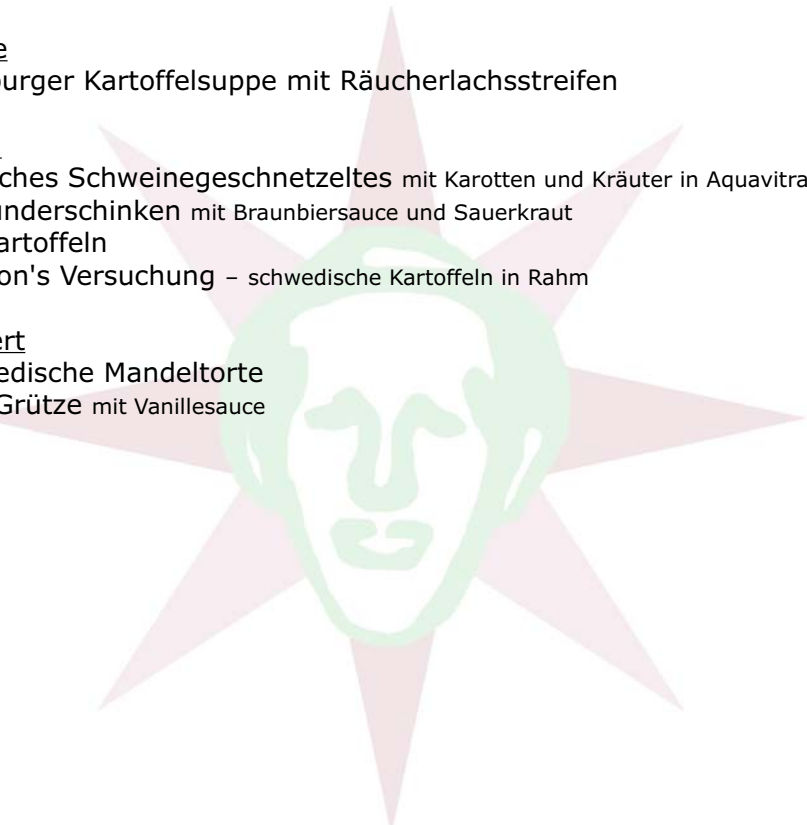 e
burger Kartoffelsuppe mit Räucherlachsstreifen
ches Schweinegeschnetzeltes mit Karotten und Kräuter in Aquavitra
underschinken mit Braunbiersauce und Sauerkraut
artoffeln
on's Versuchung – schwedische Kartoffeln in Rahm
ert
edische Mandeltorte
Grütze mit Vanillesauce